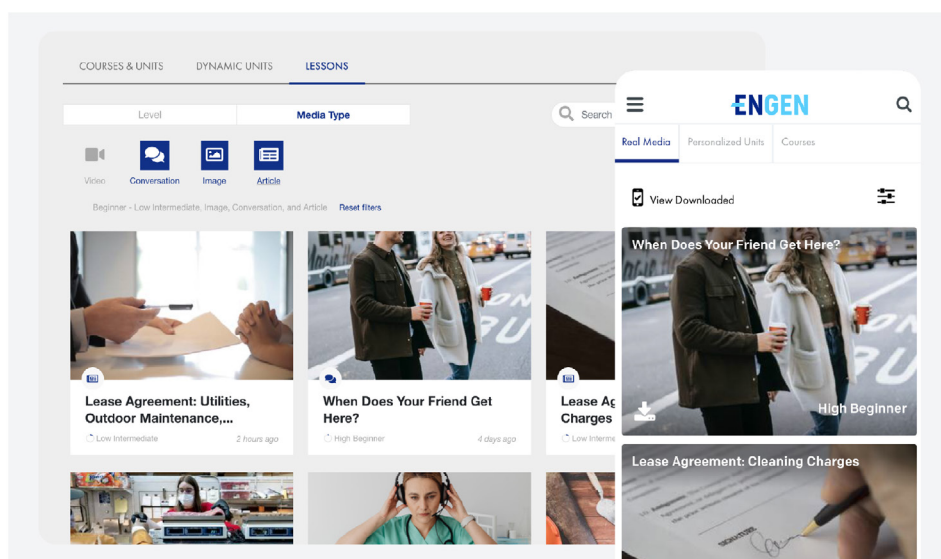 COURSES & UNITS
DYNAMIC UNITS
LESSONS
Level
Media Type
Search
Video
Conversation
Image
Article
Beginner - Low Intermediate, Image, Conversation, and Article
Reset filters
Lease Agreement: Utilities,
Outdoor Maintenance,...
Low Intermediate
2 hours ago
When Does Your Friend Get
Here?
High Beginner
4 days ago
Lease Ag
Charges
Low Interme
ENGEN
Real Media
Personalized Units
Courses
View Downloaded
When Does Your Friend Get Here?
High Beginner
Lease Agreement: Cleaning Charges
SIGNATURE